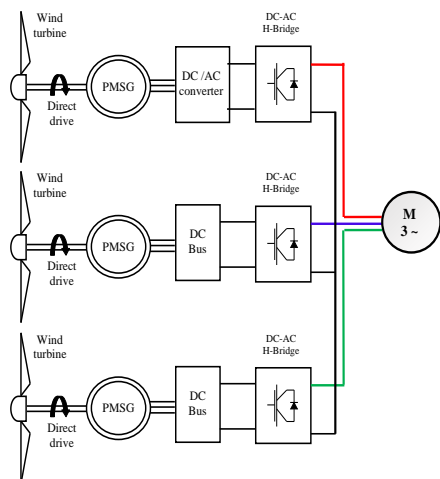 Wind
turbine
PMSG
Direct
drive
DC /AC
converter
DC-AC
H-Bridge
Wind
turbine
PMSG
Direct
drive
DC
Bus
DC-AC
H-Bridge
M
3 ~
Wind
turbine
PMSG
Direct
drive
DC
Bus
DC-AC
H-Bridge